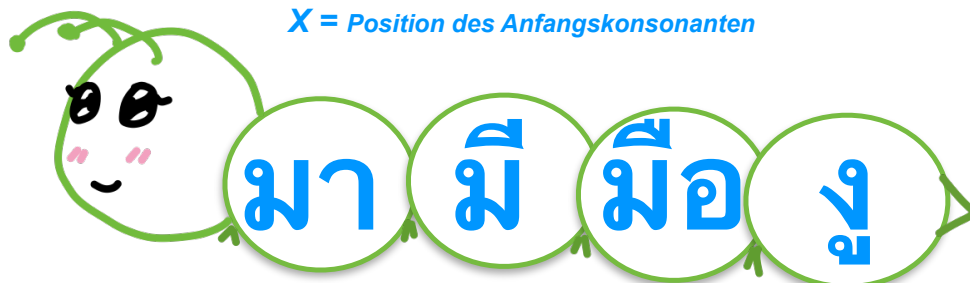 X = Position des Anfangskonsonanten
มา มี มือ งู